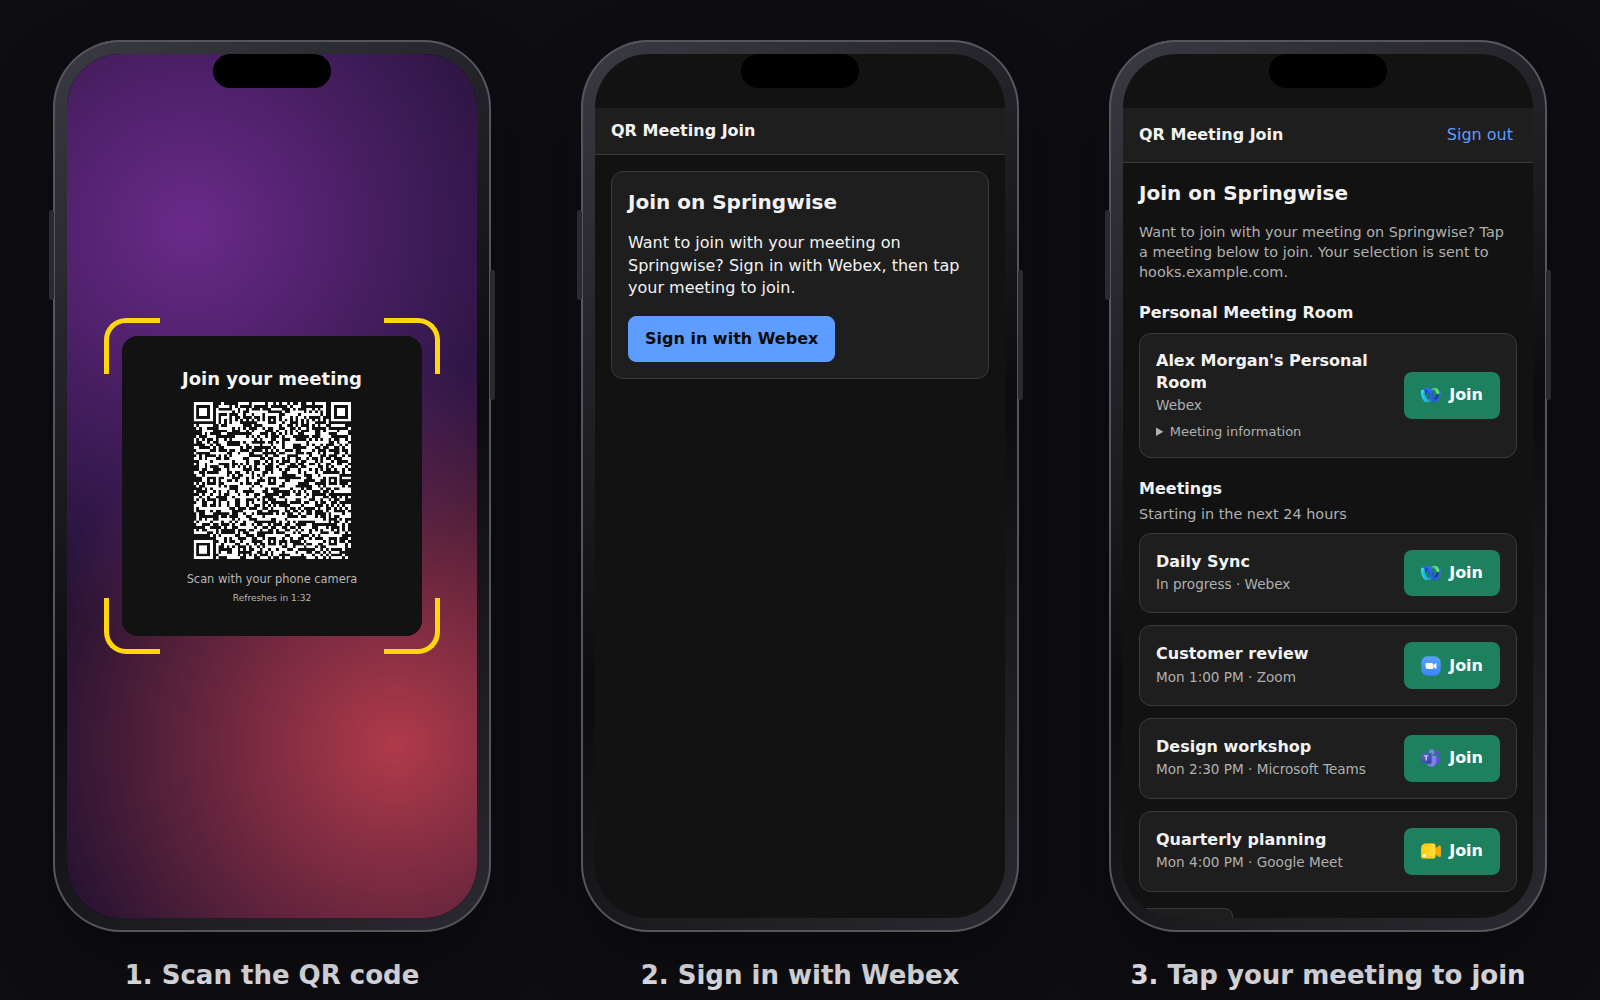 Join your meeting
Scan with your phone camera
Refreshes in 1:32
1. Scan the QR code
QR Meeting Join
Join on Springwise
Want to join with your meeting on
Springwise? Sign in with Webex, then tap
your meeting to join.
Sign in with Webex
2. Sign in with Webex
QR Meeting Join
Sign out
Join on Springwise
Want to join with your meeting on Springwise? Tap
a meeting below to join. Your selection is sent to
hooks.example.com.
Personal Meeting Room
Alex Morgan's Personal
Room
Webex
Meeting information
Join
Meetings
Starting in the next 24 hours
Daily Sync
In progress · Webex
Join
Customer review
Mon 1:00 PM · Zoom
Join
Design workshop
Mon 2:30 PM · Microsoft Teams
Join
Quarterly planning
Mon 4:00 PM · Google Meet
Join
3. Tap your meeting to join